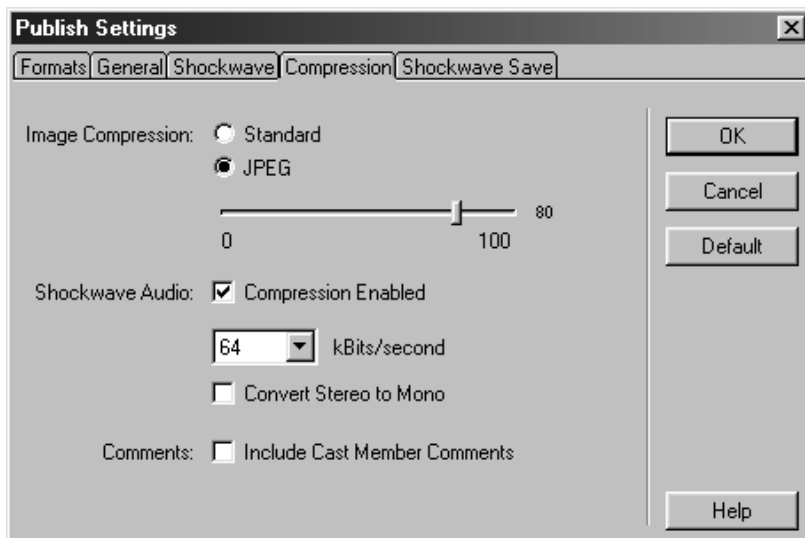 Publish Settings
Formats General Shockwave Compression Shockwave Save
Image Compression: Standard
JPEG
80
0 100
Shockwave Audio: Compression Enabled
64 kBits/second
Convert Stereo to Mono
Comments: Include Cast Member Comments
OK
Cancel
Default
Help